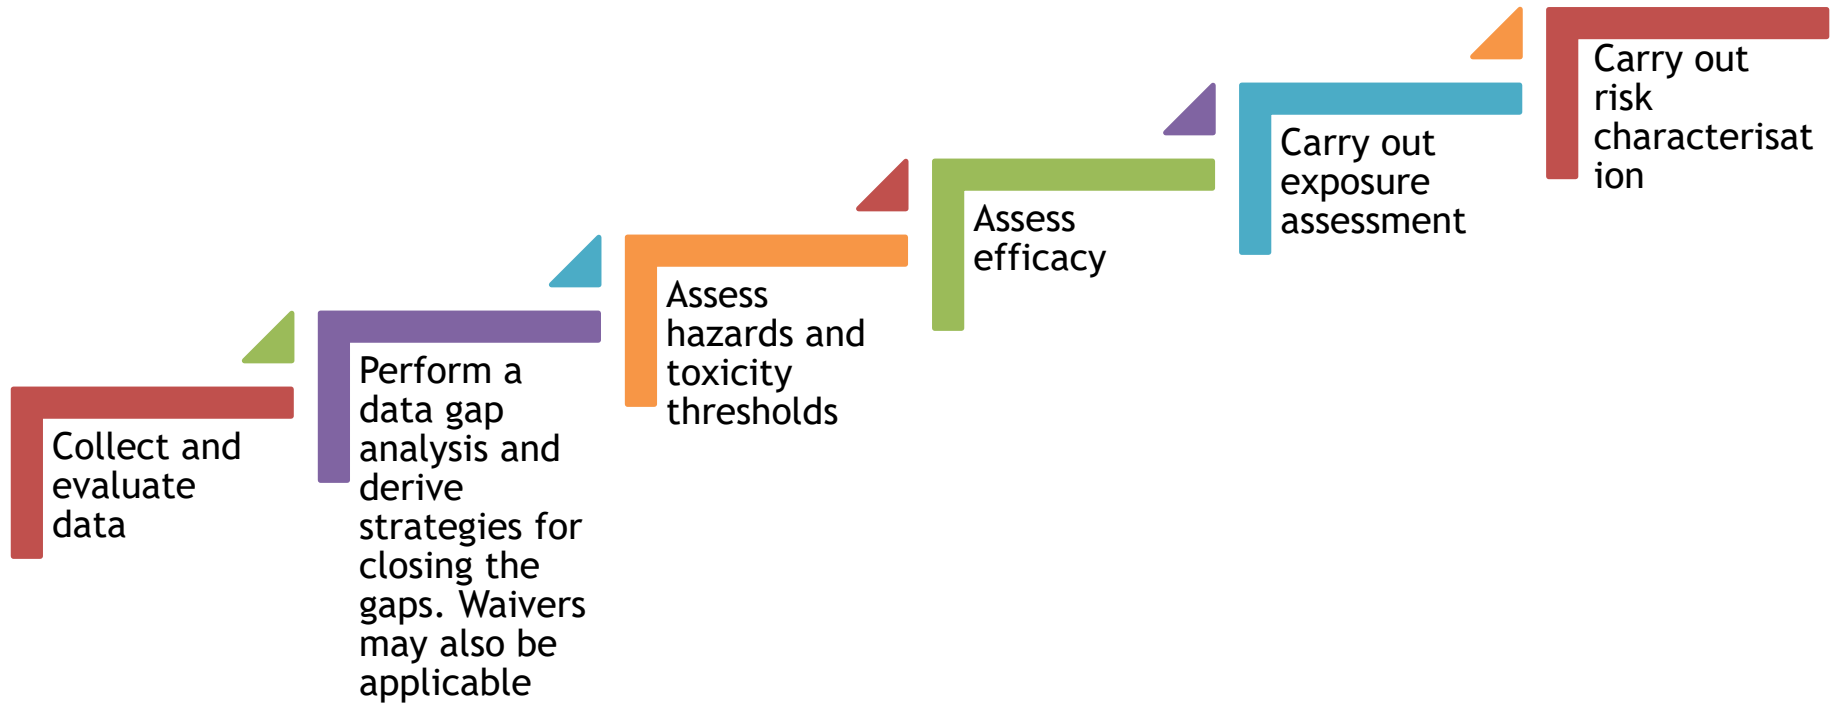 Collect and
evaluate
data
Perform a
data gap
analysis and
derive
strategies for
closing the
gaps. Waivers
may also be
applicable
Assess
hazards and
toxicity
thresholds
Assess
efficacy
Carry out
exposure
assessment
Carry out
risk
characterisat
ion